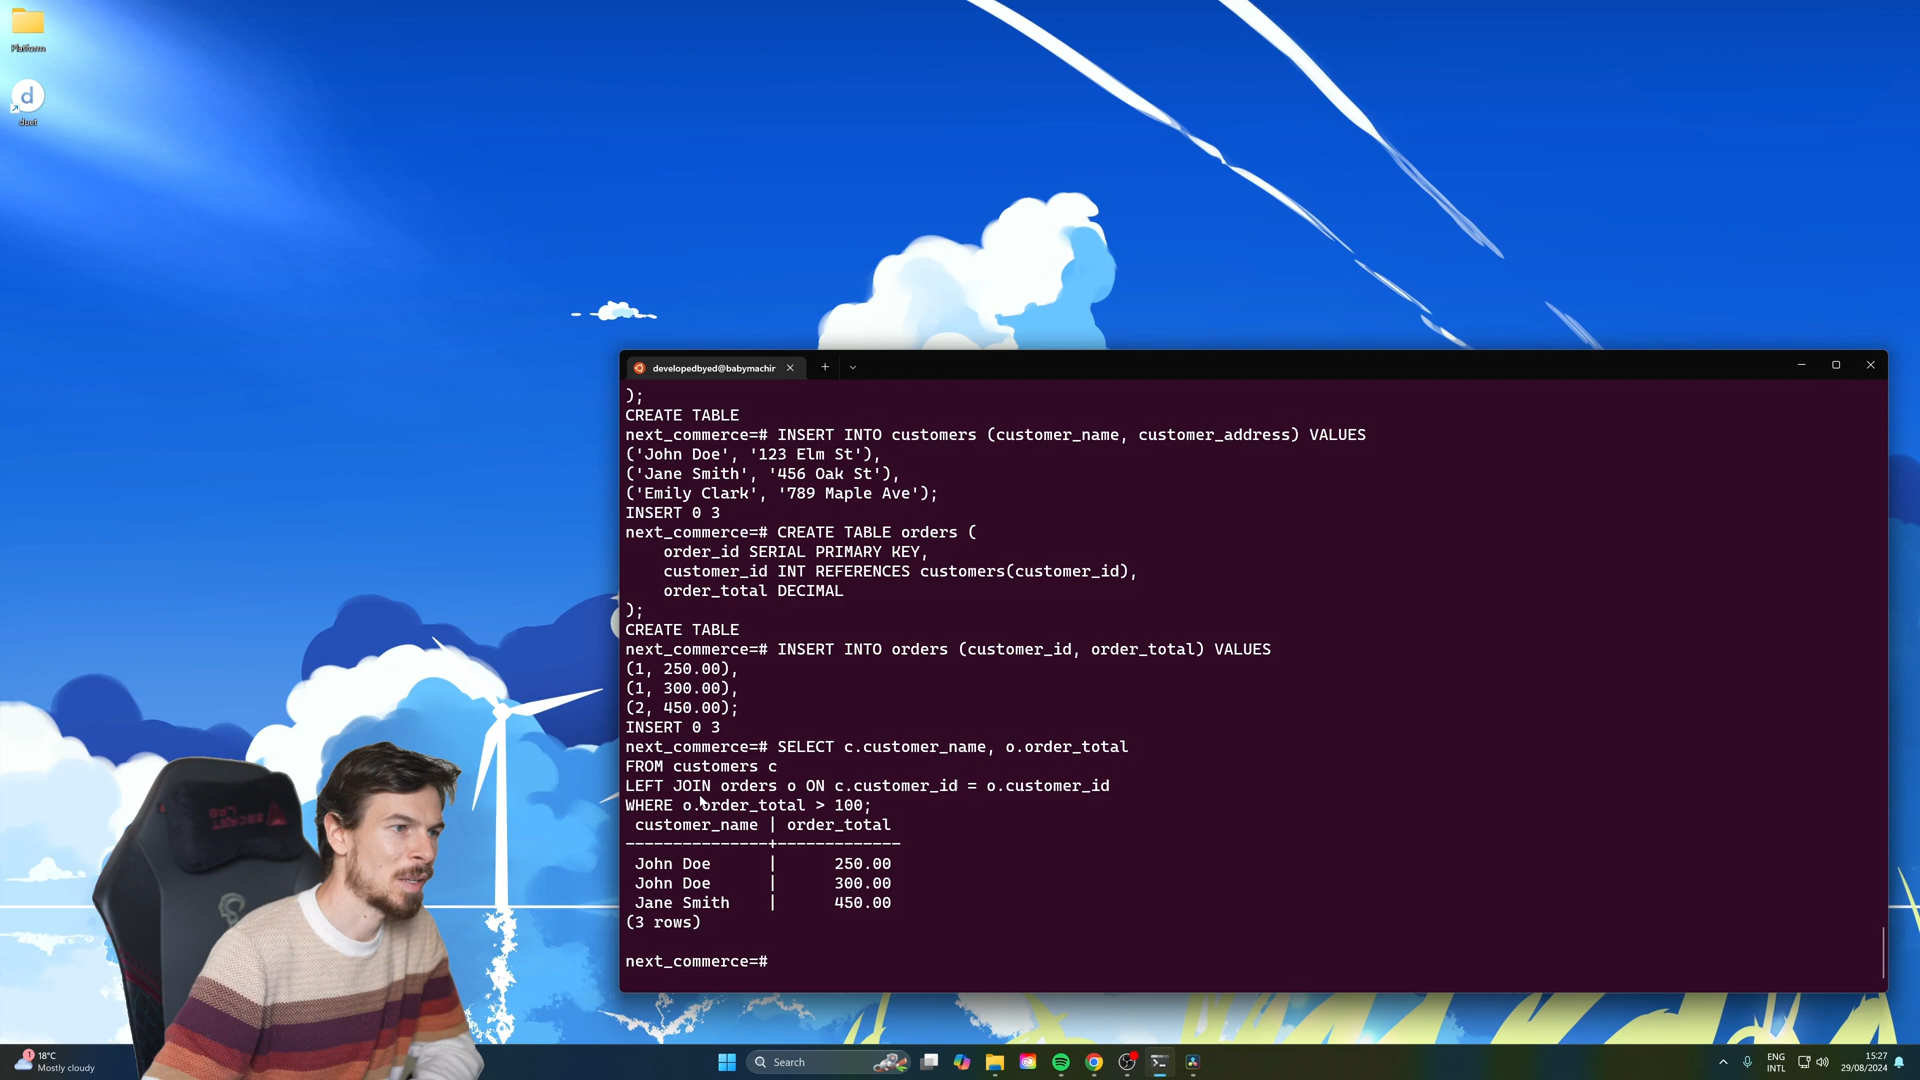 Platform
d
duet
developedbyed@babymachir
);
CREATE TABLE
next_commerce=# INSERT INTO customers (customer_name, customer_address) VALUES
('John Doe', '123 Elm St'),
('Jane Smith', '456 Oak St'),
('Emily Clark', '789 Maple Ave');
INSERT 0 3
next_commerce=# CREATE TABLE orders (
    order_id SERIAL PRIMARY KEY,
    customer_id INT REFERENCES customers(customer_id),
    order_total DECIMAL
);
CREATE TABLE
next_commerce=# INSERT INTO orders (customer_id, order_total) VALUES
(1, 250.00),
(1, 300.00),
(2, 450.00);
INSERT 0 3
next_commerce=# SELECT c.customer_name, o.order_total
FROM customers c
LEFT JOIN orders o ON c.customer_id = o.customer_id
WHERE o.order_total > 100;
 customer_name | order_total
---------------+-------------
 John Doe      |      250.00
 John Doe      |      300.00
 Jane Smith    |      450.00
(3 rows)
next_commerce=#
1
18°C
Mostly cloudy
Search
ENG
INTL
15:27
29/08/2024